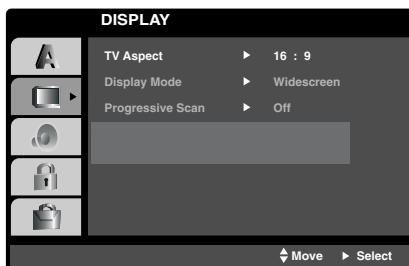 DISPLAY
A
TV Aspect ► 16 : 9
Display Mode ► Widescreen
Progressive Scan ► Off
Move ► Select